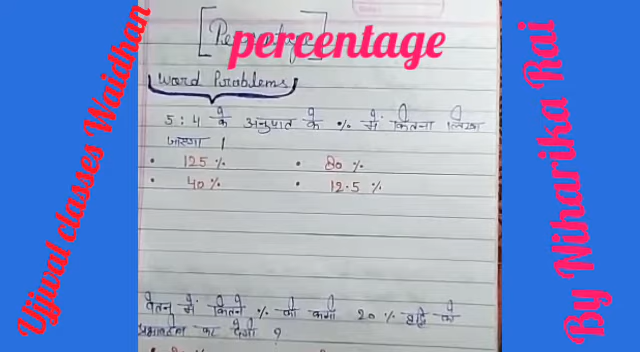 [Percentage]
percentage
Word Problems
5 : 4 के अनुपात के % में कितना लिखा
जाएगा ।
• 125 % • 80 %
• 40 % • 12.5 %
वेतन में कितने % की कमी 20 % वृद्धि को
कर देगी ?
Ujjwal classes Waidhan
By Niharika Rai